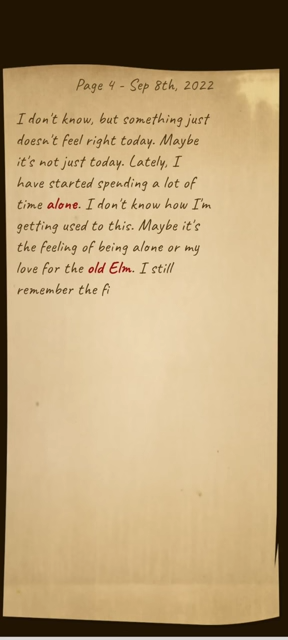 Page 4 - Sep 8th, 2022
I don't know, but something just
doesn't feel right today. Maybe
it's not just today. Lately, I
have started spending a lot of
time alone. I don't know how I'm
getting used to this. Maybe it's
the feeling of being alone or my
love for the old Elm. I still
remember the fi